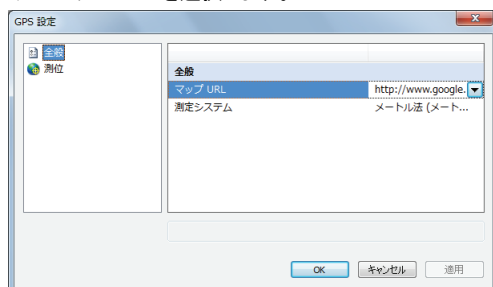 GPS 設定
全般
測位
全般
マップ URL http://www.google.
測定システム メートル法 (メート...
OK キャンセル 適用